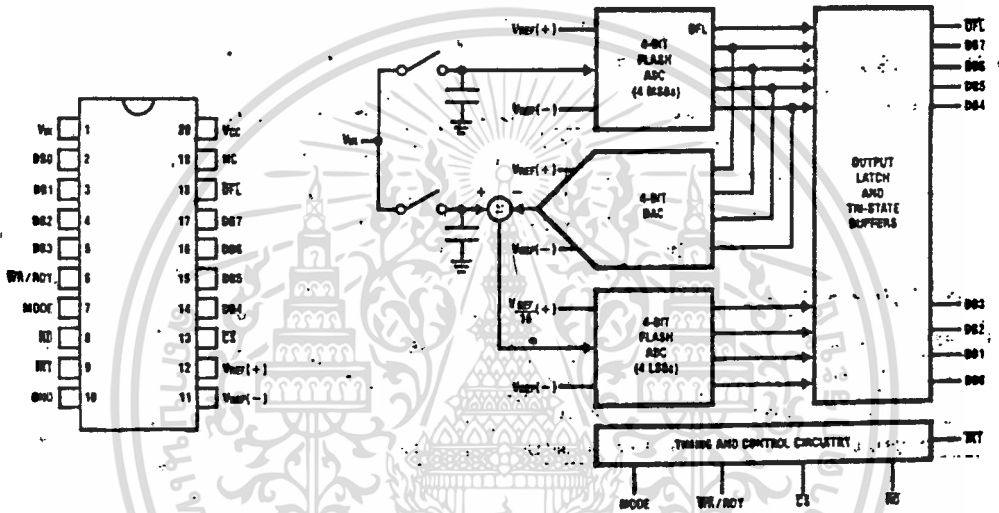 VIN 1
DB0 2
DB1 3
DB2 4
DB3 5
WR/RDY 6
MODE 7
RD 8
INT 9
GND 10
20 VCC
19 NC
18 OFL
17 DB7
16 DB6
15 DB5
14 DB4
13 CS
12 VREF(+)
11 VREF(-)
VIN
VREF(+)
VREF(-)
OFL
4-BIT
FLASH
ADC
(4 MSBs)
VREF(+)
VREF(-)
+
-
4-BIT
DAC
VREF/16(+)
VREF(-)
4-BIT
FLASH
ADC
(4 LSBs)
OUTPUT
LATCH
AND
TRI-STATE
BUFFERS
OFL
DB7
DB6
DB5
DB4
DB3
DB2
DB1
DB0
TIMING AND CONTROL CIRCUITRY
INT
MODE
WR/RDY
CS
RD